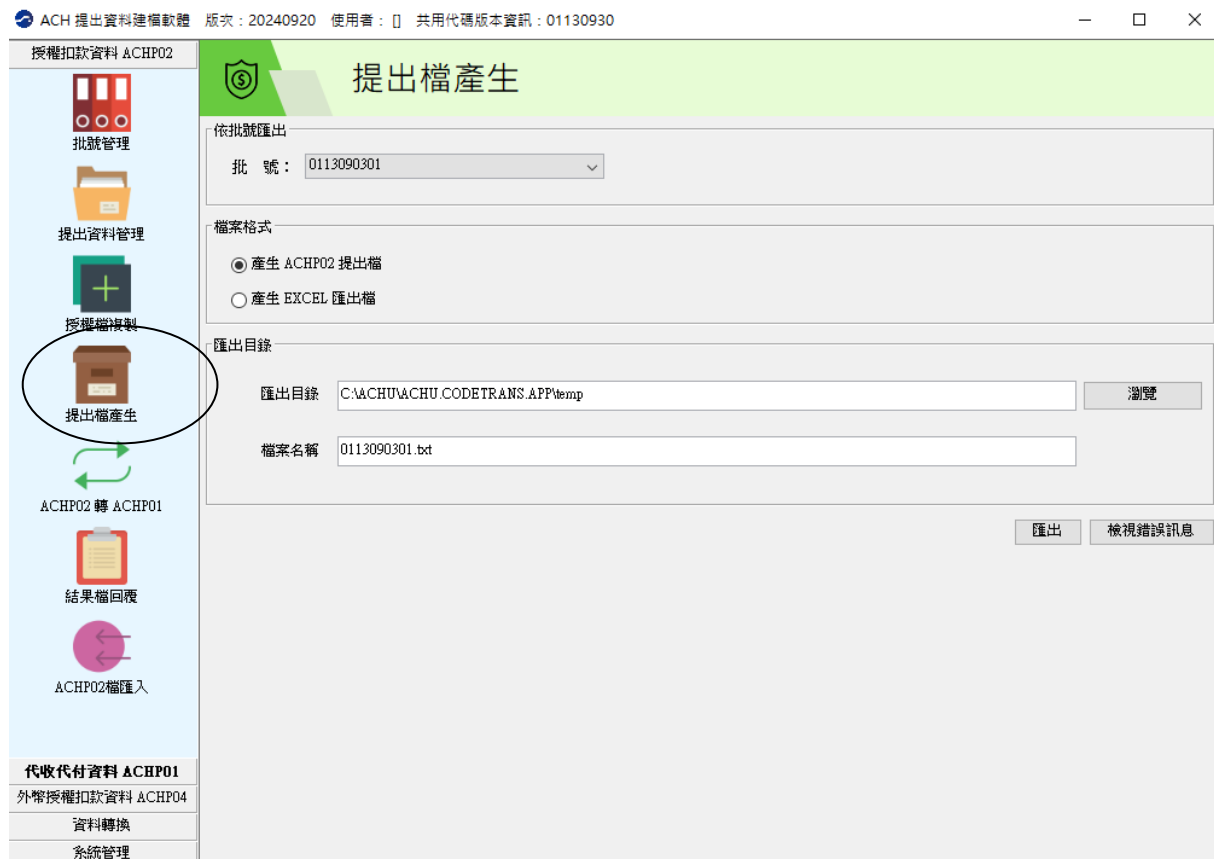 ACH 提出資料建檔軟體 版次：20240920 使用者：[] 共用代碼版本資訊：01130930
授權扣款資料 ACHP02
批號管理
提出資料管理
授權檔複製
提出檔產生
ACHP02 轉 ACHP01
結果檔回覆
ACHP02檔匯入
代收代付資料 ACHP01
外幣授權扣款資料 ACHP04
資料轉換
系統管理
提出檔產生
依批號匯出
批 號： 0113090301
檔案格式
產生 ACHP02 提出檔
產生 EXCEL 匯出檔
匯出目錄
匯出目錄 C:\ACHU\ACHU.CODETRANS.APP\temp 瀏覽
檔案名稱 0113090301.txt
匯出 檢視錯誤訊息